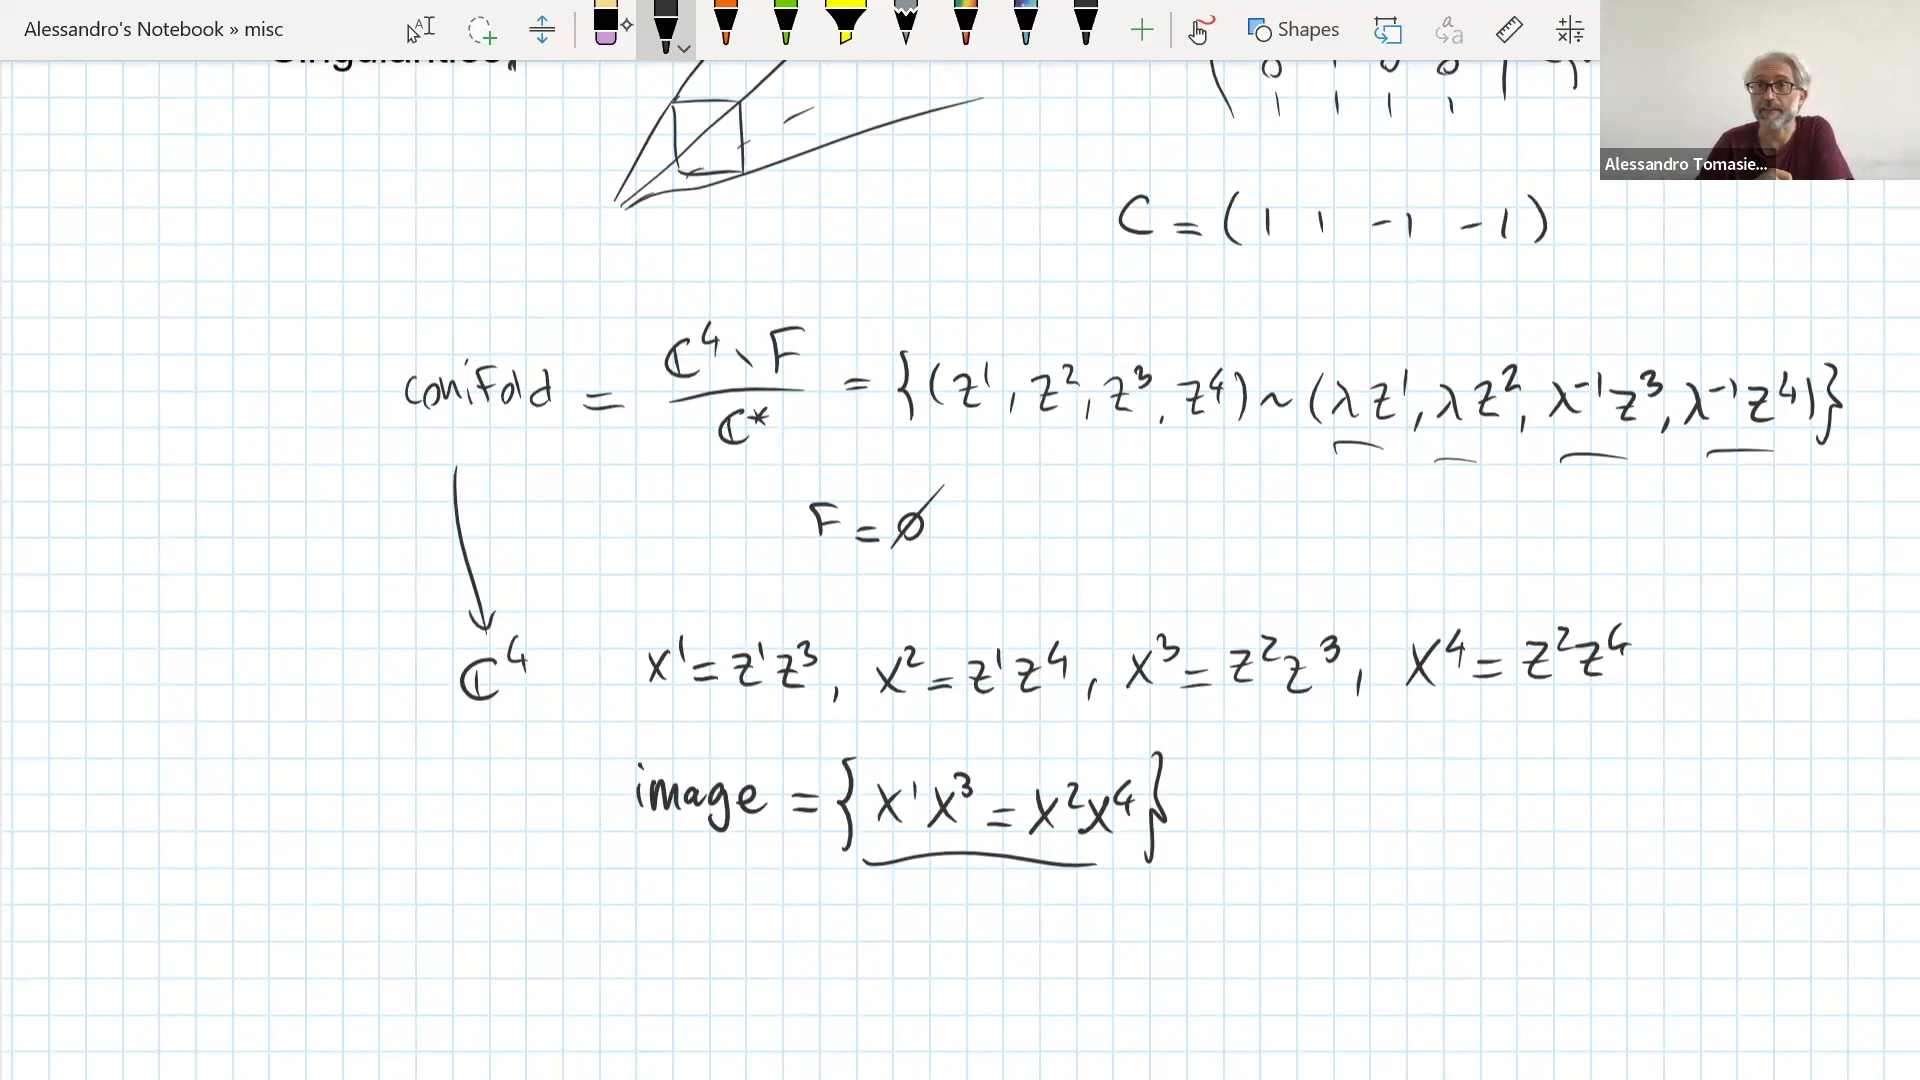 Alessandro's Notebook » misc
Shapes
Alessandro Tomasie...
C = (1 1 -1 -1)
conifold = ℂ⁴∖F / ℂ* = {(z¹, z², z³, z⁴) ~ (λz¹, λz², λ⁻¹z³, λ⁻¹z⁴)}
F = ∅
ℂ⁴ x¹ = z¹z³, x² = z¹z⁴, x³ = z²z³, x⁴ = z²z⁴
image = {x¹x³ = x²x⁴}